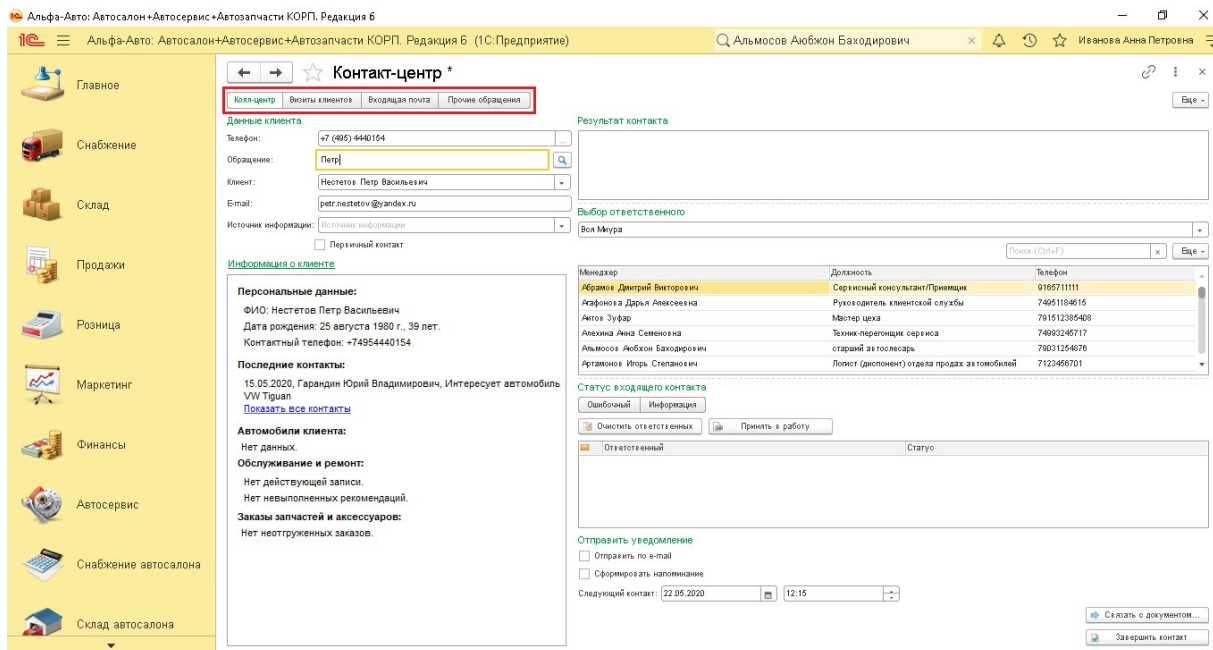 Альфа-Авто: Автосалон+Автосервис+Автозапчасти КОРП. Редакция 6
Альфа-Авто: Автосалон+Автосервис+Автозапчасти КОРП. Редакция 6 (1С:Предприятие)
Альмосов Аюбжон Баходирович
Иванова Анна Петровна
Главное
Снабжение
Склад
Продажи
Розница
Маркетинг
Финансы
Автосервис
Снабжение автосалона
Склад автосалона
Контакт-центр *
Колл-центр Визиты клиентов Входящая почта Прочие обращения
Еще
Данные клиента
Телефон: +7 (495) 4440154
Обращение: Петр
Клиент: Нестетов Петр Васильевич
E-mail: petr.nestetov@yandex.ru
Источник информации: Источник информации
Первичный контакт
Информация о клиенте
Персональные данные:
ФИО: Нестетов Петр Васильевич
Дата рождения: 25 августа 1980 г., 39 лет.
Контактный телефон: +74954440154
Последние контакты:
15.05.2020, Гарандин Юрий Владимирович, Интересует автомобиль
VW Tiguan
Показать все контакты
Автомобили клиента:
Нет данных.
Обслуживание и ремонт:
Нет действующей записи.
Нет невыполненных рекомендаций.
Заказы запчастей и аксессуаров:
Нет неотгруженных заказов.
Результат контакта
Выбор ответственного
Вол Миура
Поиск (Ctrl+F) Еще
Менеджер Должность Телефон
Абрамов Дмитрий Викторович Сервисный консультант/Приемщик 9165711111
Агафонова Дарья Алексеевна Руководитель клиентской службы 74951184615
Аитов Зуфар Мастер цеха 791512385408
Алехина Анна Семеновна Техник-перегонщик сервиса 74993245717
Альмосов Аюбжон Баходирович старший автослесарь 79031254876
Артамонов Игорь Степанович Логист (диспонент) отдела продаж автомобилей 7123456701
Статус входящего контакта
Ошибочный Информация
Очистить ответственных Принять в работу
Ответственный Статус
Отправить уведомление
Отправить по e-mail
Сформировать напоминание
Следующий контакт: 22.05.2020 12:15
Связать с документом...
Завершить контакт